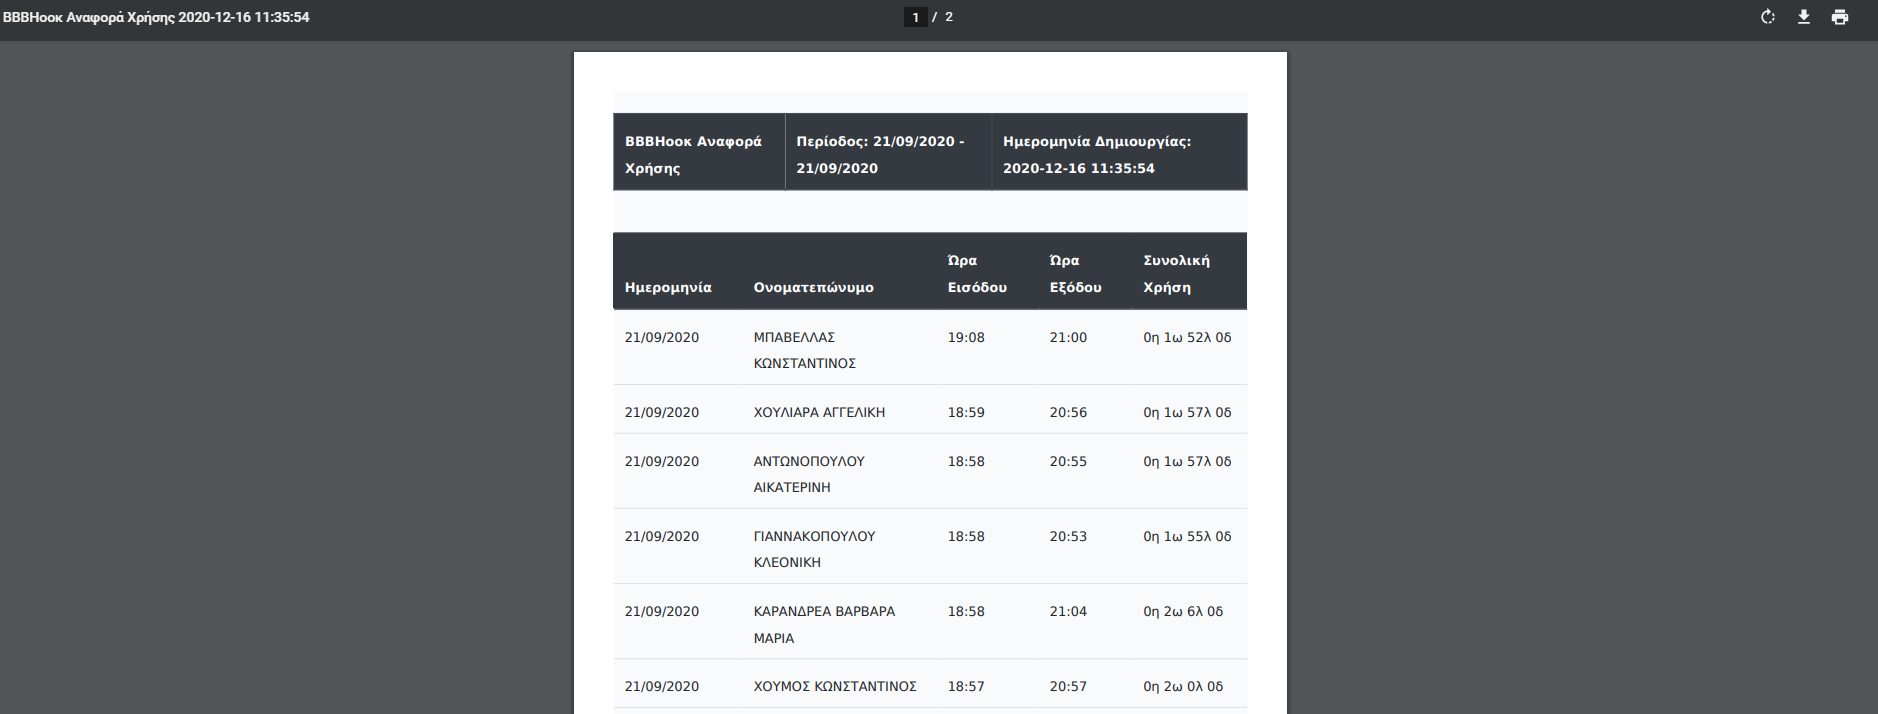 BBBHook Αναφορά Χρήσης 2020-12-16 11:35:54
1 / 2
BBBHook Αναφορά
Χρήσης
Περίοδος: 21/09/2020 -
21/09/2020
Ημερομηνία Δημιουργίας:
2020-12-16 11:35:54
Ημερομηνία
Ονοματεπώνυμο
Ώρα
Εισόδου
Ώρα
Εξόδου
Συνολική
Χρήση
21/09/2020
ΜΠΑΒΕΛΛΑΣ
ΚΩΝΣΤΑΝΤΙΝΟΣ
19:08
21:00
0η 1ω 52λ 0δ
21/09/2020
ΧΟΥΛΙΑΡΑ ΑΓΓΕΛΙΚΗ
18:59
20:56
0η 1ω 57λ 0δ
21/09/2020
ΑΝΤΩΝΟΠΟΥΛΟΥ
ΑΙΚΑΤΕΡΙΝΗ
18:58
20:55
0η 1ω 57λ 0δ
21/09/2020
ΓΙΑΝΝΑΚΟΠΟΥΛΟΥ
ΚΛΕΟΝΙΚΗ
18:58
20:53
0η 1ω 55λ 0δ
21/09/2020
ΚΑΡΑΝΔΡΕΑ ΒΑΡΒΑΡΑ
ΜΑΡΙΑ
18:58
21:04
0η 2ω 6λ 0δ
21/09/2020
ΧΟΥΜΟΣ ΚΩΝΣΤΑΝΤΙΝΟΣ
18:57
20:57
0η 2ω 0λ 0δ